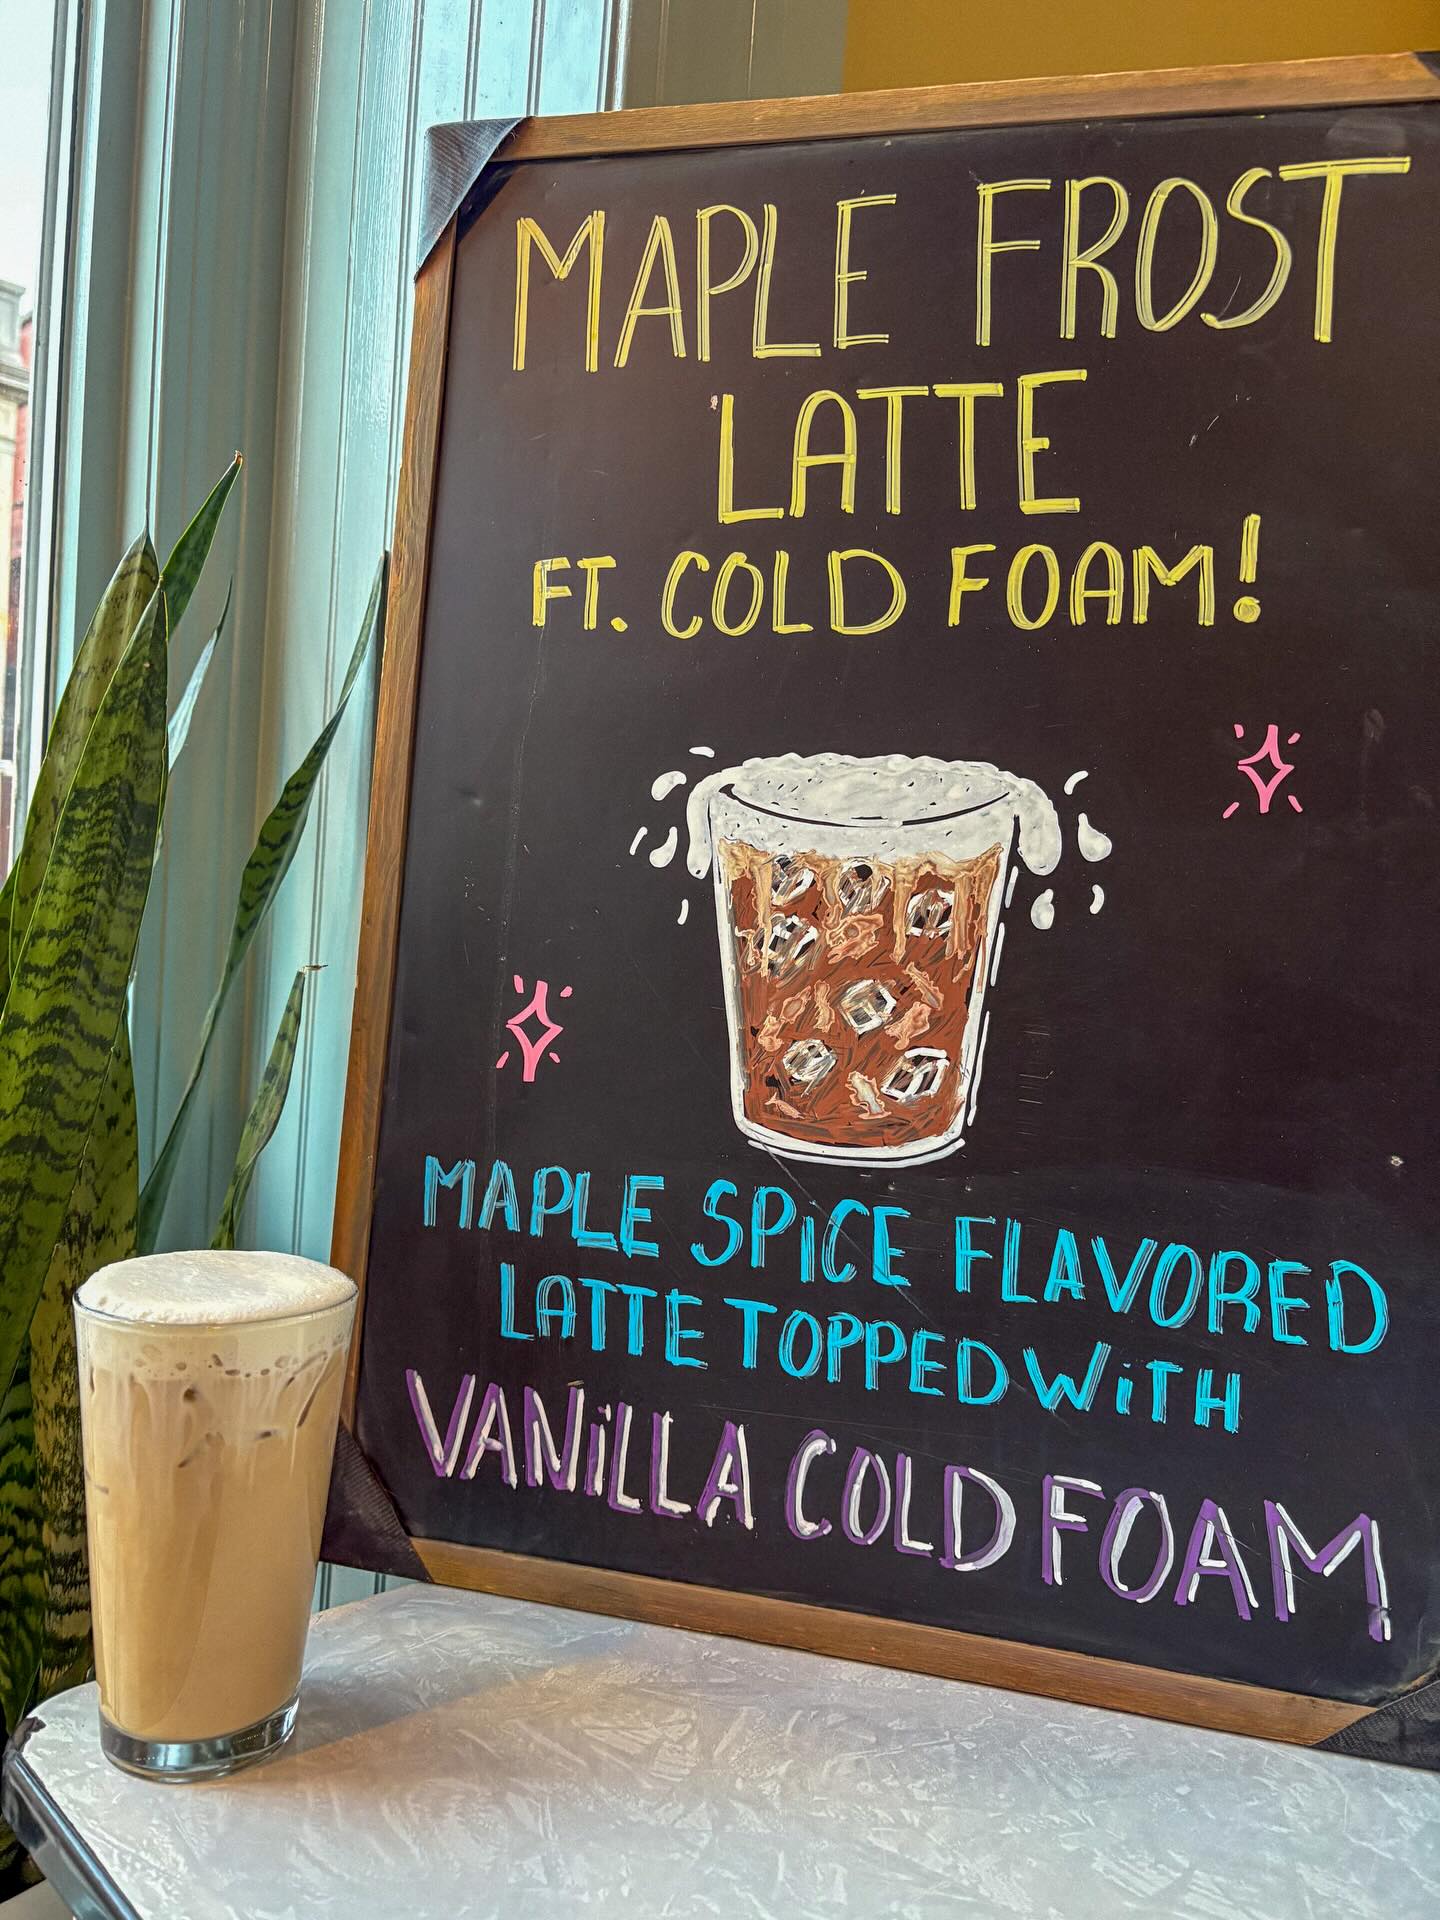 MAPLE FROST
LATTE
FT. COLD FOAM!
MAPLE SPiCE FLAVORED
LATTE TOPPED WiTH
VANiLLA COLD FOAM